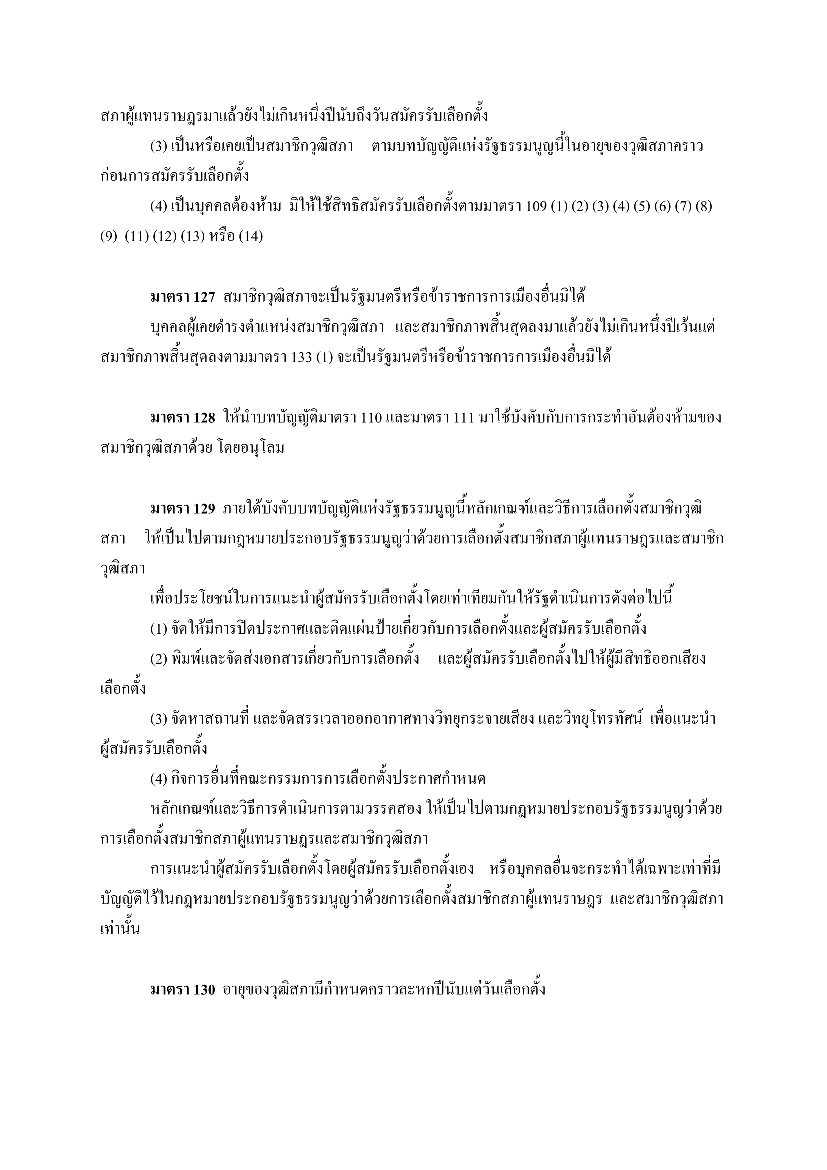 สภาผู้แทนราษฎรมาแล้วยังไม่เกินหนึ่งปีนับถึงวันสมัครรับเลือกตั้ง
(3) เป็นหรือเคยเป็นสมาชิกวุฒิสภา ตามบทบัญญัติแห่งรัฐธรรมนูญนี้ในอายุของวุฒิสภาคราว
ก่อนการสมัครรับเลือกตั้ง
(4) เป็นบุคคลต้องห้าม มิให้ใช้สิทธิสมัครรับเลือกตั้งตามมาตรา 109 (1) (2) (3) (4) (5) (6) (7) (8)
(9) (11) (12) (13) หรือ (14)
มาตรา 127 สมาชิกวุฒิสภาจะเป็นรัฐมนตรีหรือข้าราชการการเมืองอื่นมิได้
บุคคลผู้เคยดำรงตำแหน่งสมาชิกวุฒิสภา และสมาชิกภาพสิ้นสุดลงมาแล้วยังไม่เกินหนึ่งปีเว้นแต่
สมาชิกภาพสิ้นสุดลงตามมาตรา 133 (1) จะเป็นรัฐมนตรีหรือข้าราชการการเมืองอื่นมิได้
มาตรา 128 ให้นำบทบัญญัติมาตรา 110 และมาตรา 111 มาใช้บังคับกับการกระทำอันต้องห้ามของ
สมาชิกวุฒิสภาด้วย โดยอนุโลม
มาตรา 129 ภายใต้บังคับบทบัญญัติแห่งรัฐธรรมนูญนี้หลักเกณฑ์และวิธีการเลือกตั้งสมาชิกวุฒิ
สภา ให้เป็นไปตามกฎหมายประกอบรัฐธรรมนูญว่าด้วยการเลือกตั้งสมาชิกสภาผู้แทนราษฎรและสมาชิก
วุฒิสภา
เพื่อประโยชน์ในการแนะนำผู้สมัครรับเลือกตั้งโดยเท่าเทียมกันให้รัฐดำเนินการดังต่อไปนี้
(1) จัดให้มีการปิดประกาศและติดแผ่นป้ายเกี่ยวกับการเลือกตั้งและผู้สมัครรับเลือกตั้ง
(2) พิมพ์และจัดส่งเอกสารเกี่ยวกับการเลือกตั้ง และผู้สมัครรับเลือกตั้งไปให้ผู้มีสิทธิออกเสียง
เลือกตั้ง
(3) จัดหาสถานที่ และจัดสรรเวลาออกอากาศทางวิทยุกระจายเสียง และวิทยุโทรทัศน์ เพื่อแนะนำ
ผู้สมัครรับเลือกตั้ง
(4) กิจการอื่นที่คณะกรรมการการเลือกตั้งประกาศกำหนด
หลักเกณฑ์และวิธีการดำเนินการตามวรรคสอง ให้เป็นไปตามกฎหมายประกอบรัฐธรรมนูญว่าด้วย
การเลือกตั้งสมาชิกสภาผู้แทนราษฎรและสมาชิกวุฒิสภา
การแนะนำผู้สมัครรับเลือกตั้งโดยผู้สมัครรับเลือกตั้งเอง หรือบุคคลอื่นจะกระทำได้เฉพาะเท่าที่มี
บัญญัติไว้ในกฎหมายประกอบรัฐธรรมนูญว่าด้วยการเลือกตั้งสมาชิกสภาผู้แทนราษฎร และสมาชิกวุฒิสภา
เท่านั้น
มาตรา 130 อายุของวุฒิสภามีกำหนดคราวละหกปีนับแต่วันเลือกตั้ง